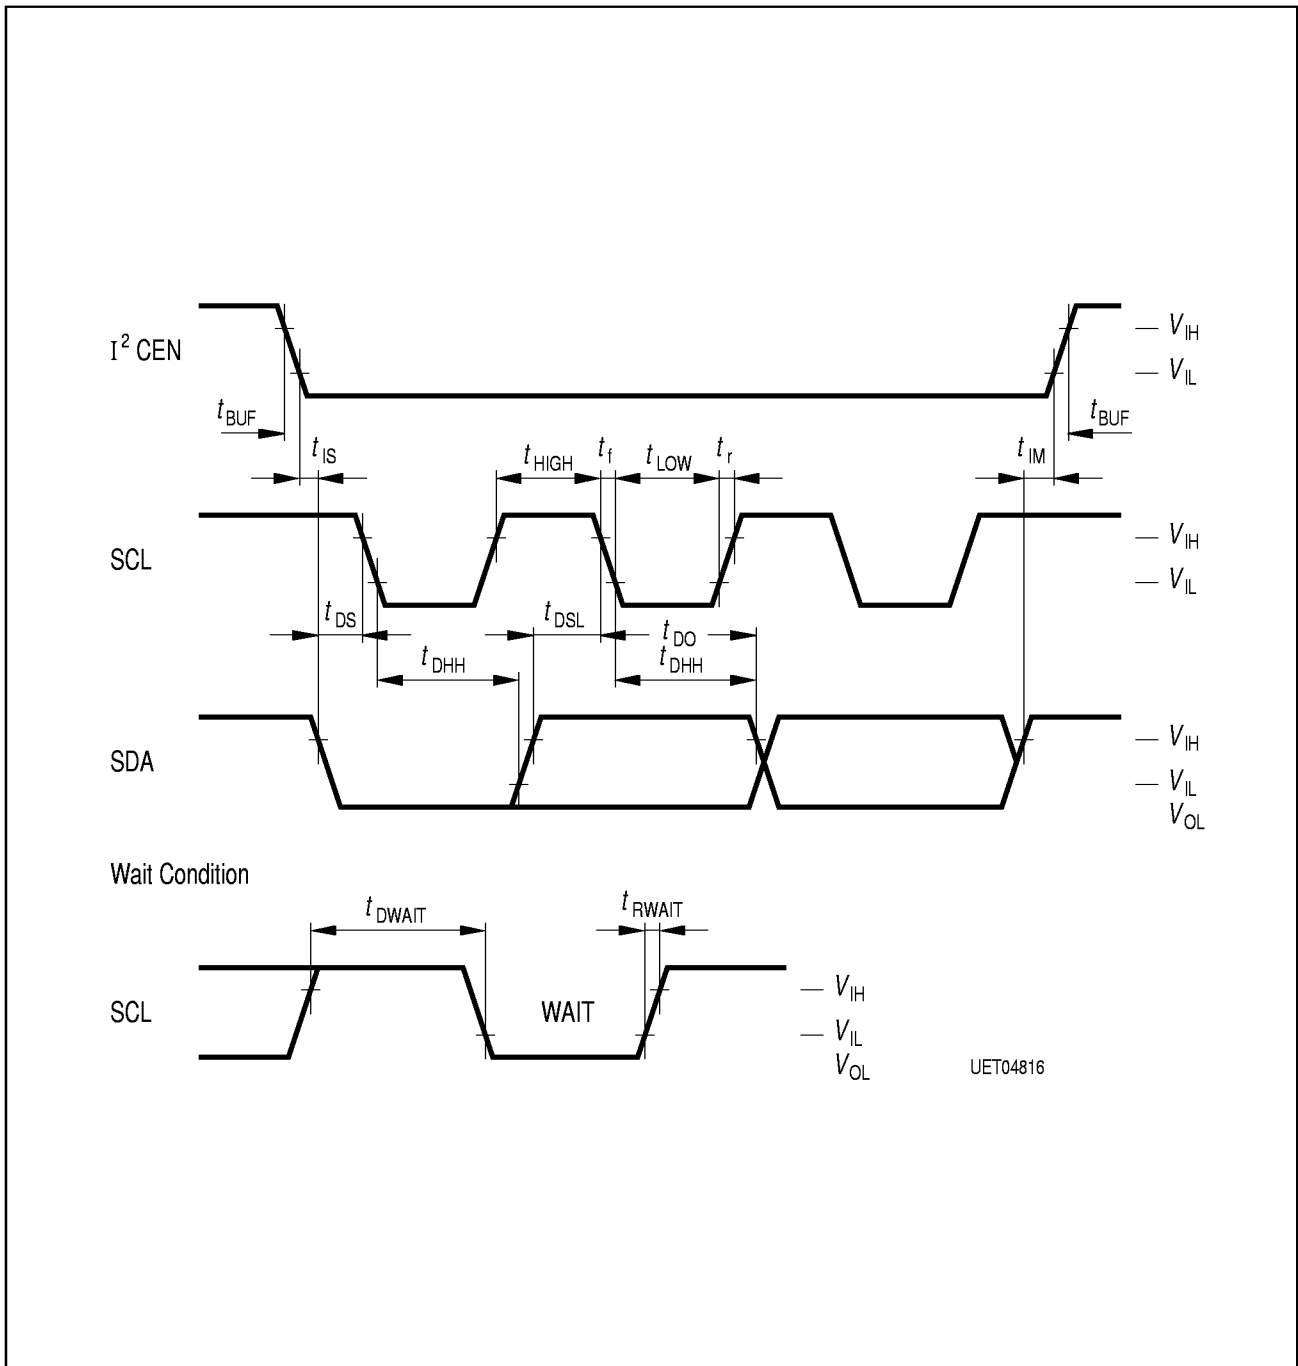 I² CEN
V_IH
V_IL
t_BUF
t_BUF
t_IS
t_HIGH
t_f
t_LOW
t_r
t_IM
SCL
V_IH
V_IL
t_DS
t_DSL
t_DO
t_DHH
t_DHH
SDA
V_IH
V_IL
V_OL
Wait Condition
t_DWAIT
t_RWAIT
SCL
WAIT
V_IH
V_IL
V_OL
UET04816